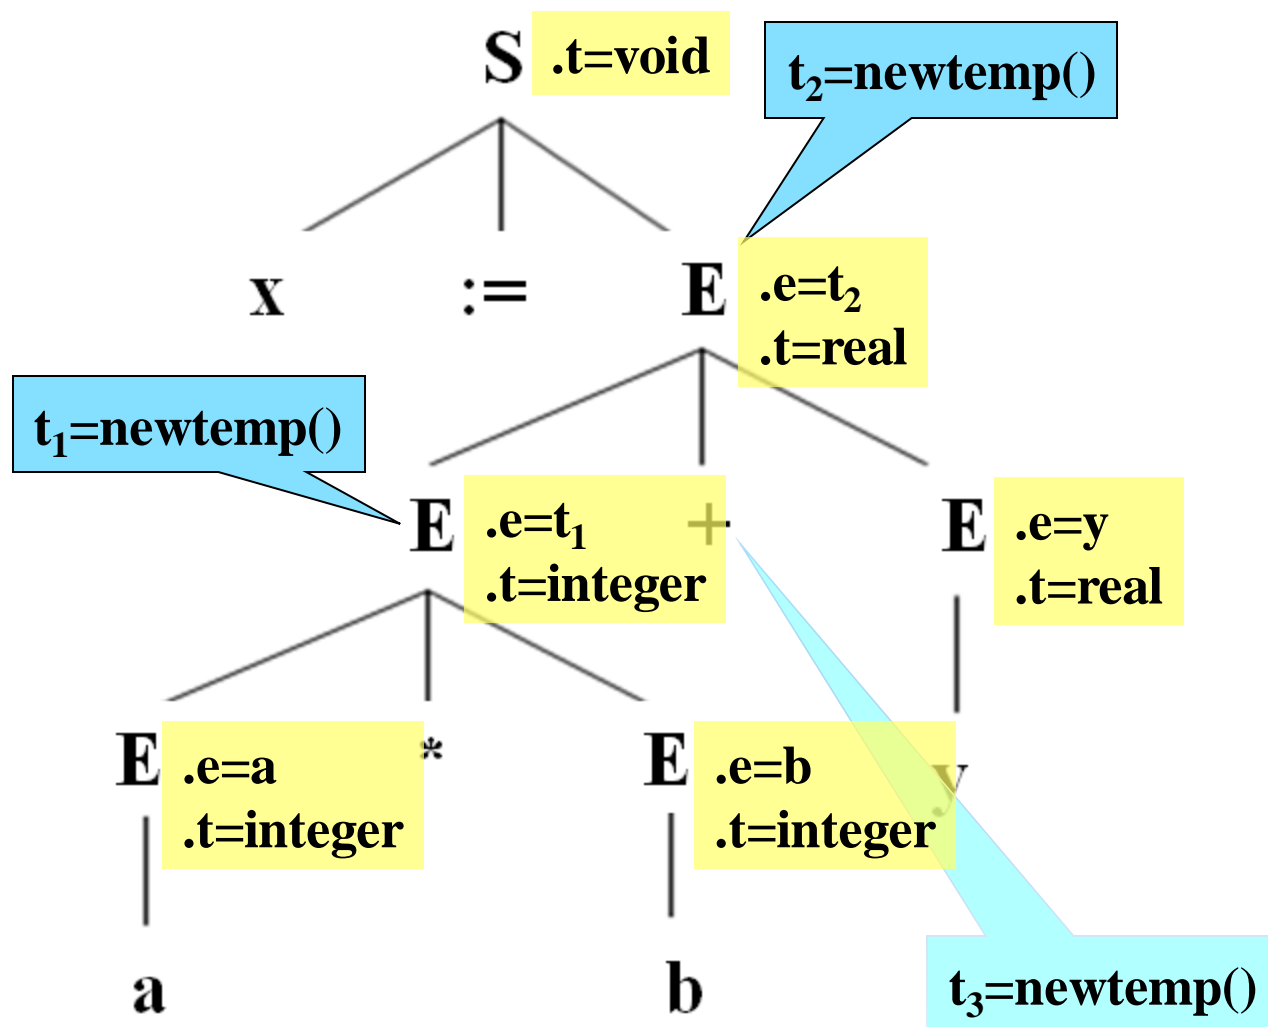 S .t=void
t₂=newtemp()
x := E
.e=t₂
.t=real
t₁=newtemp()
E
.e=t₁
.t=integer
+
E
.e=y
.t=real
E
.e=a
.t=integer
*
E
.e=b
.t=integer
y
a b
t₃=newtemp()